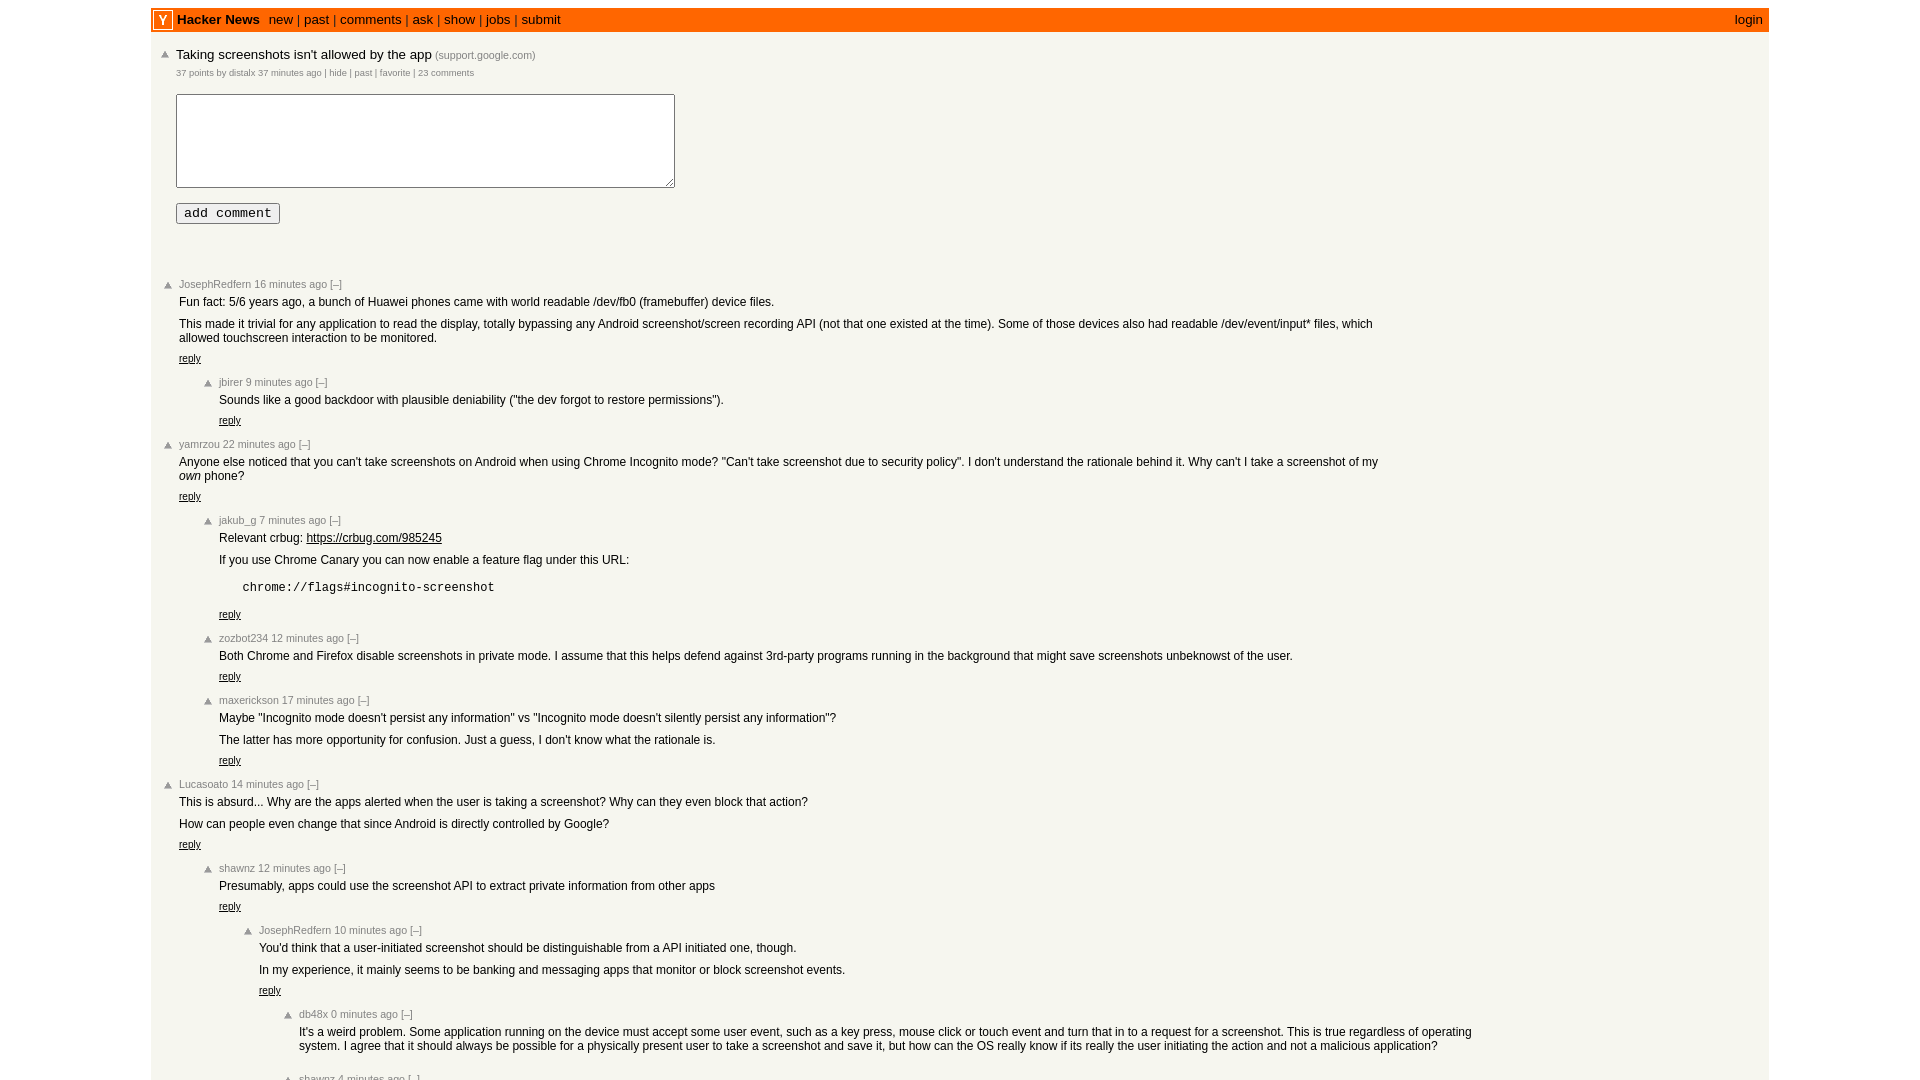 Y Hacker News new | past | comments | ask | show | jobs | submit login
Taking screenshots isn't allowed by the app (support.google.com)
37 points by distalx 37 minutes ago | hide | past | favorite | 23 comments
add comment
JosephRedfern 16 minutes ago [–]
Fun fact: 5/6 years ago, a bunch of Huawei phones came with world readable /dev/fb0 (framebuffer) device files.
This made it trivial for any application to read the display, totally bypassing any Android screenshot/screen recording API (not that one existed at the time). Some of those devices also had readable /dev/event/input* files, which
allowed touchscreen interaction to be monitored.
reply
jbirer 9 minutes ago [–]
Sounds like a good backdoor with plausible deniability ("the dev forgot to restore permissions").
reply
yamrzou 22 minutes ago [–]
Anyone else noticed that you can't take screenshots on Android when using Chrome Incognito mode? "Can't take screenshot due to security policy". I don't understand the rationale behind it. Why can't I take a screenshot of my
own phone?
reply
jakub_g 7 minutes ago [–]
Relevant crbug: https://crbug.com/985245
If you use Chrome Canary you can now enable a feature flag under this URL:
chrome://flags#incognito-screenshot
reply
zozbot234 12 minutes ago [–]
Both Chrome and Firefox disable screenshots in private mode. I assume that this helps defend against 3rd-party programs running in the background that might save screenshots unbeknowst of the user.
reply
maxerickson 17 minutes ago [–]
Maybe "Incognito mode doesn't persist any information" vs "Incognito mode doesn't silently persist any information"?
The latter has more opportunity for confusion. Just a guess, I don't know what the rationale is.
reply
Lucasoato 14 minutes ago [–]
This is absurd... Why are the apps alerted when the user is taking a screenshot? Why can they even block that action?
How can people even change that since Android is directly controlled by Google?
reply
shawnz 12 minutes ago [–]
Presumably, apps could use the screenshot API to extract private information from other apps
reply
JosephRedfern 10 minutes ago [–]
You'd think that a user-initiated screenshot should be distinguishable from a API initiated one, though.
In my experience, it mainly seems to be banking and messaging apps that monitor or block screenshot events.
reply
db48x 0 minutes ago [–]
It's a weird problem. Some application running on the device must accept some user event, such as a key press, mouse click or touch event and turn that in to a request for a screenshot. This is true regardless of operating
system. I agree that it should always be possible for a physically present user to take a screenshot and save it, but how can the OS really know if its really the user initiating the action and not a malicious application?
shawnz 4 minutes ago [–]